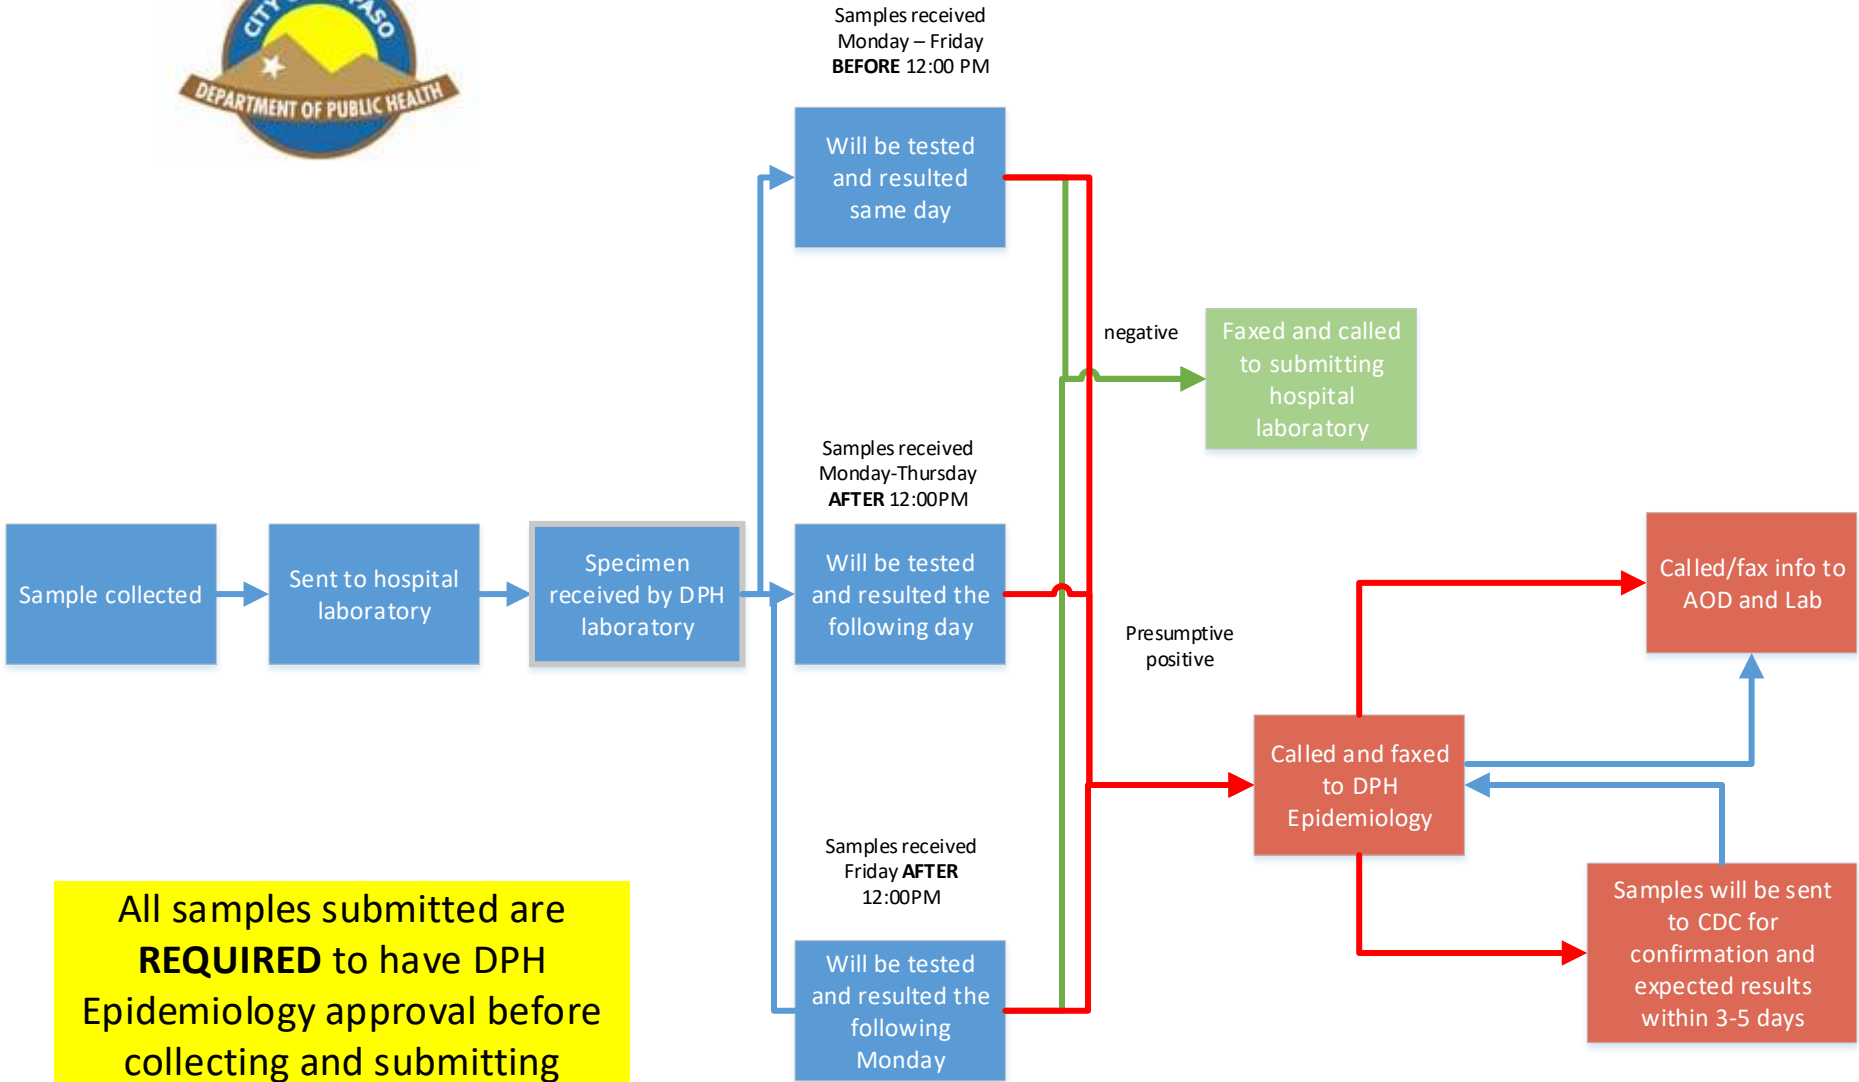 CITY
PASO
DEPARTMENT OF PUBLIC HEALTH
Samples received
Monday – Friday
BEFORE 12:00 PM
Will be tested
and resulted
same day
negative
Faxed and called
to submitting
hospital
laboratory
Samples received
Monday-Thursday
AFTER 12:00PM
Sample collected
Sent to hospital
laboratory
Specimen
received by DPH
laboratory
Will be tested
and resulted the
following day
Presumptive
positive
Called/fax info to
AOD and Lab
Called and faxed
to DPH
Epidemiology
Samples received
Friday AFTER
12:00PM
Will be tested
and resulted the
following
Monday
Samples will be sent
to CDC for
confirmation and
expected results
within 3-5 days
All samples submitted are
REQUIRED to have DPH
Epidemiology approval before
collecting and submitting